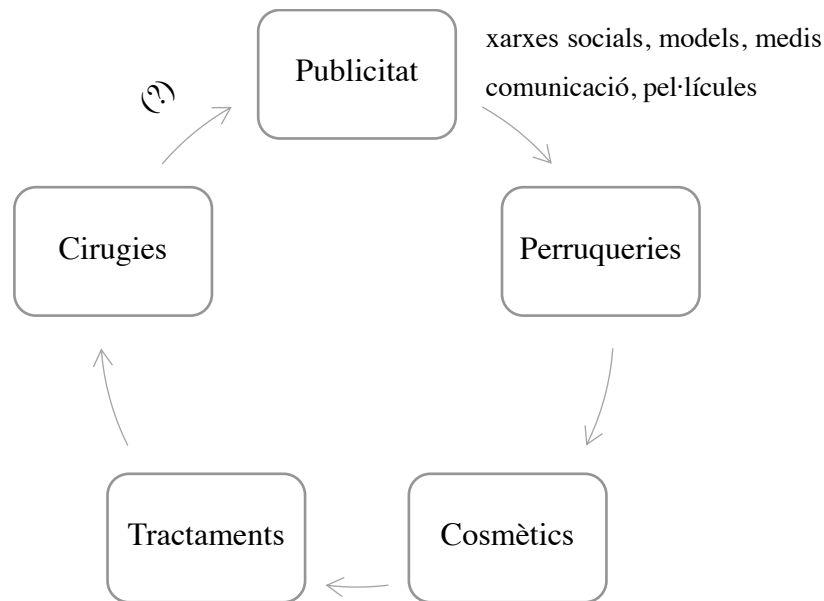 Publicitat
xarxes socials, models, medis
comunicació, pel·lícules
(?)
Cirugies
Perruqueries
Tractaments
Cosmètics